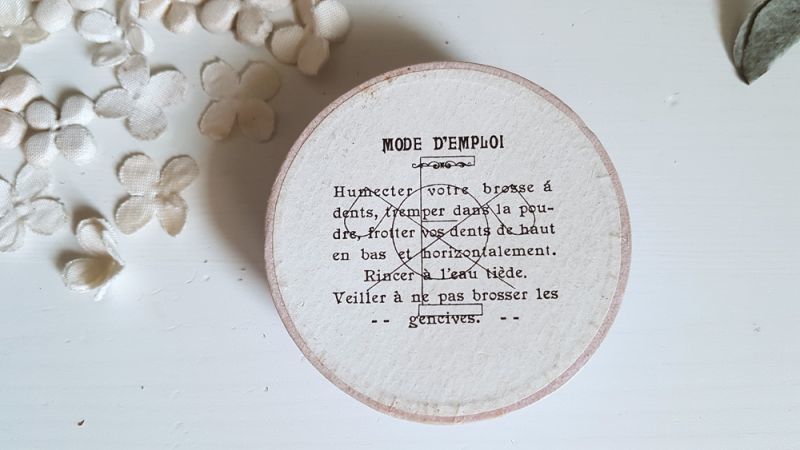 MODE D'EMPLOI
Humecter votre brosse á
dents, tremper dans la pou-
dre, frotter vos dents de haut
en bas et horizontalement.
Rincer à l'eau tiède.
Veiller à ne pas brosser les
-- gencives. --